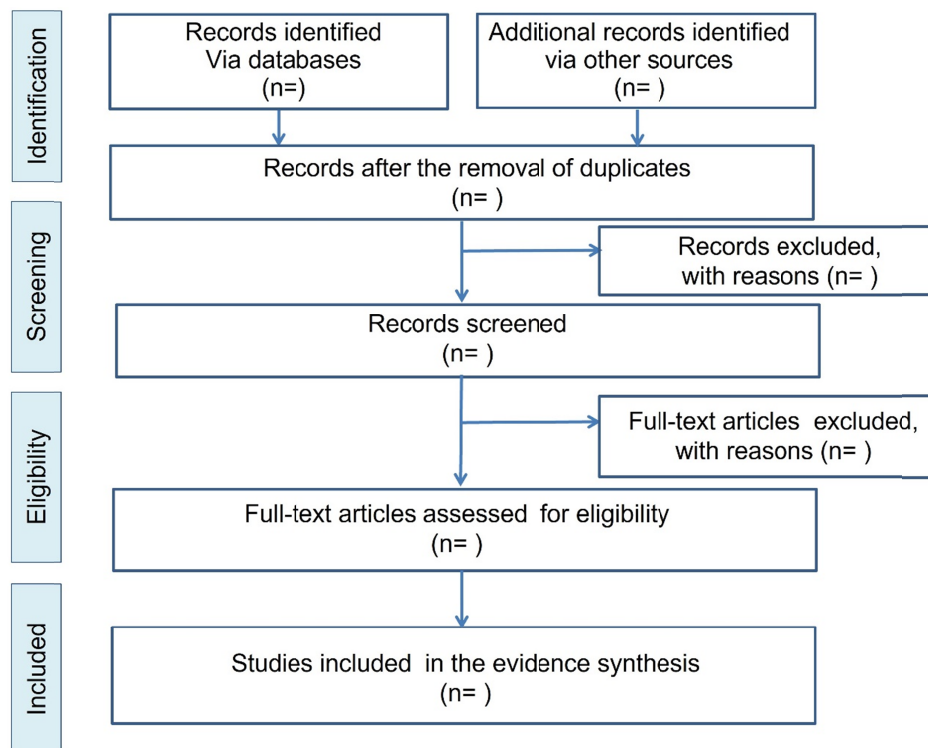 Identification
Records identified
Via databases
(n=)
Additional records identified
via other sources
(n= )
Records after the removal of duplicates
(n= )
Screening
Records excluded,
with reasons (n= )
Records screened
(n= )
Eligibility
Full-text articles excluded,
with reasons (n= )
Full-text articles assessed for eligibility
(n= )
Included
Studies included in the evidence synthesis
(n= )